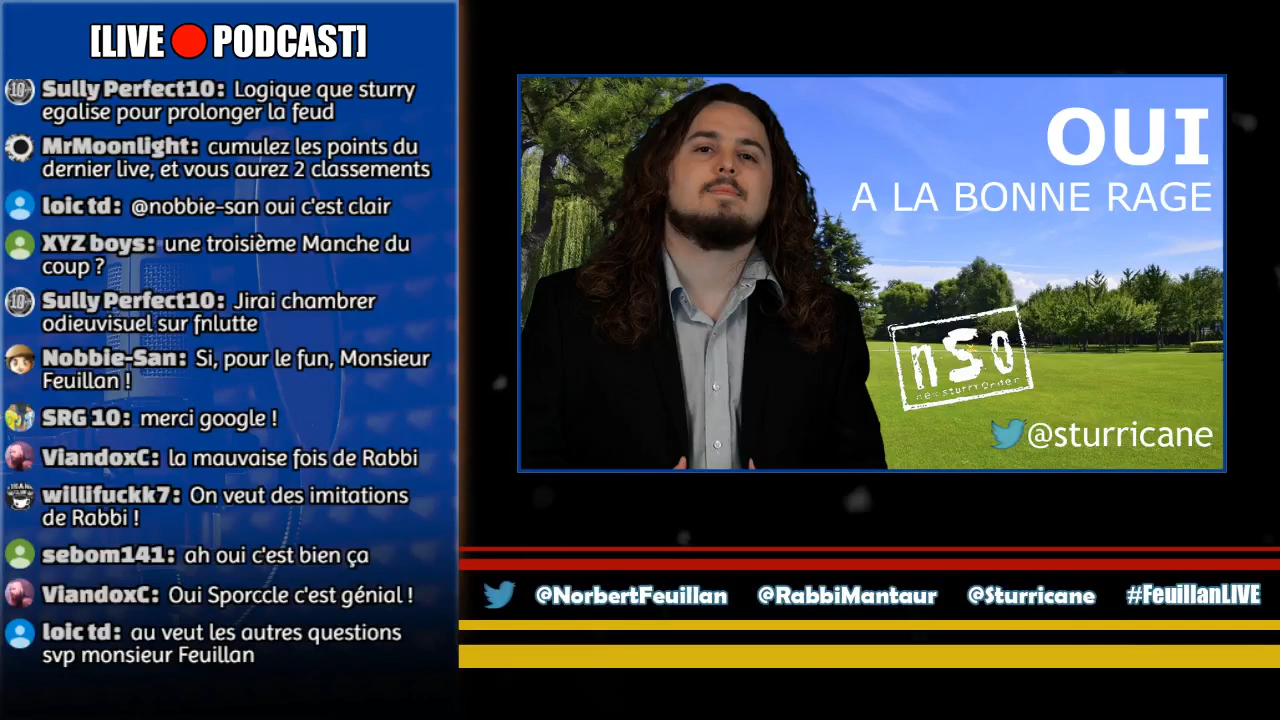 [LIVE PODCAST]
Sully Perfect10: Logique que sturry
egalise pour prolonger la feud
MrMoonlight: cumulez les points du
dernier live, et vous aurez 2 classements
loic td: @nobbie-san oui c'est clair
XYZ boys: une troisième Manche du
coup ?
Sully Perfect10: Jirai chambrer
odieuvisuel sur fnlutte
Nobbie-San: Si, pour le fun, Monsieur
Feuillan !
SRG 10: merci google !
ViandoxC: la mauvaise fois de Rabbi
willifuckk7: On veut des imitations
de Rabbi !
sebom141: ah oui c'est bien ça
ViandoxC: Oui Sporccle c'est génial !
loic td: au veut les autres questions
svp monsieur Feuillan
OUI
A LA BONNE RAGE
nSo
new sturry Order
@sturricane
@NorbertFeuillan @RabbiMantaur @Sturricane #FeuillanLIVE